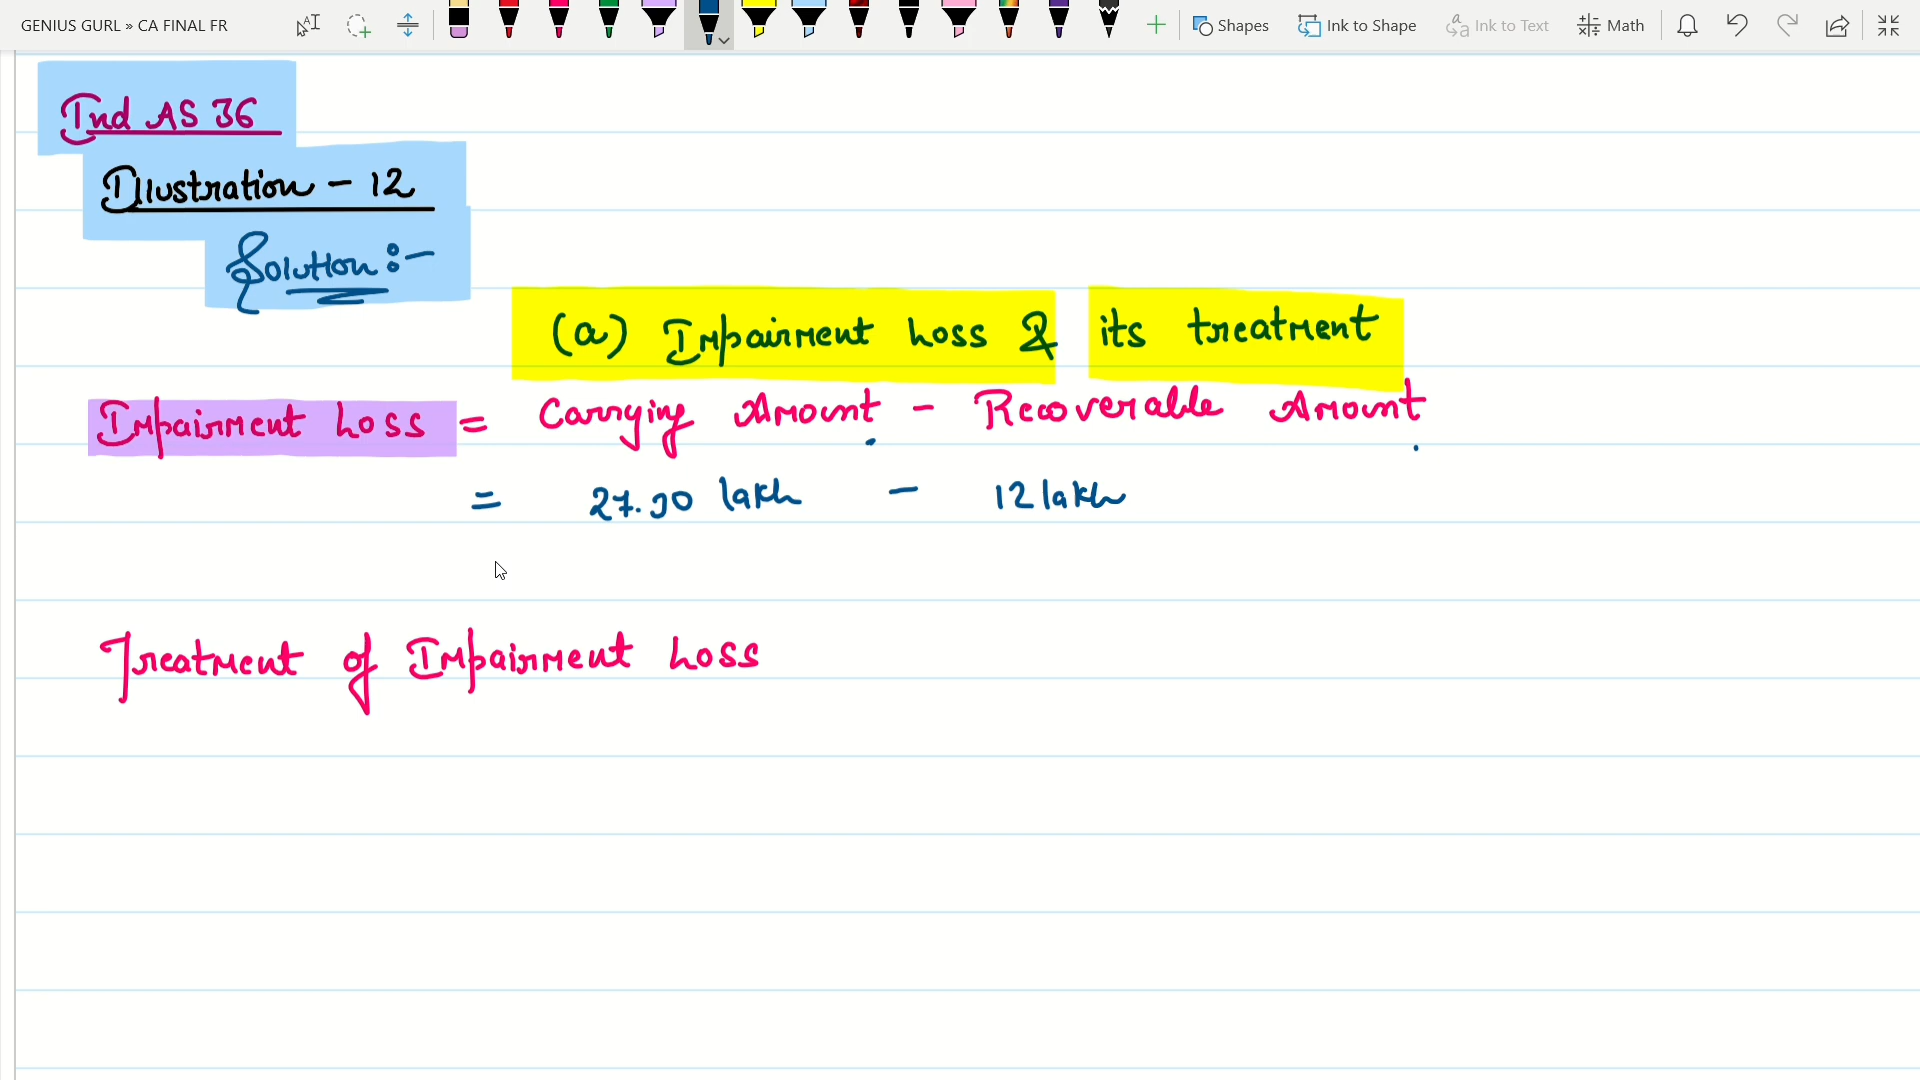 GENIUS GURL » CA FINAL FR Shapes Ink to Shape Ink to Text Math
Ind AS 36
Illustration - 12
Solution :-
(a) Impairment Loss & its treatment
Impairment Loss = Carrying Amount - Recoverable Amount
= 27.30 lakh - 12 lakh
Treatment of Impairment Loss